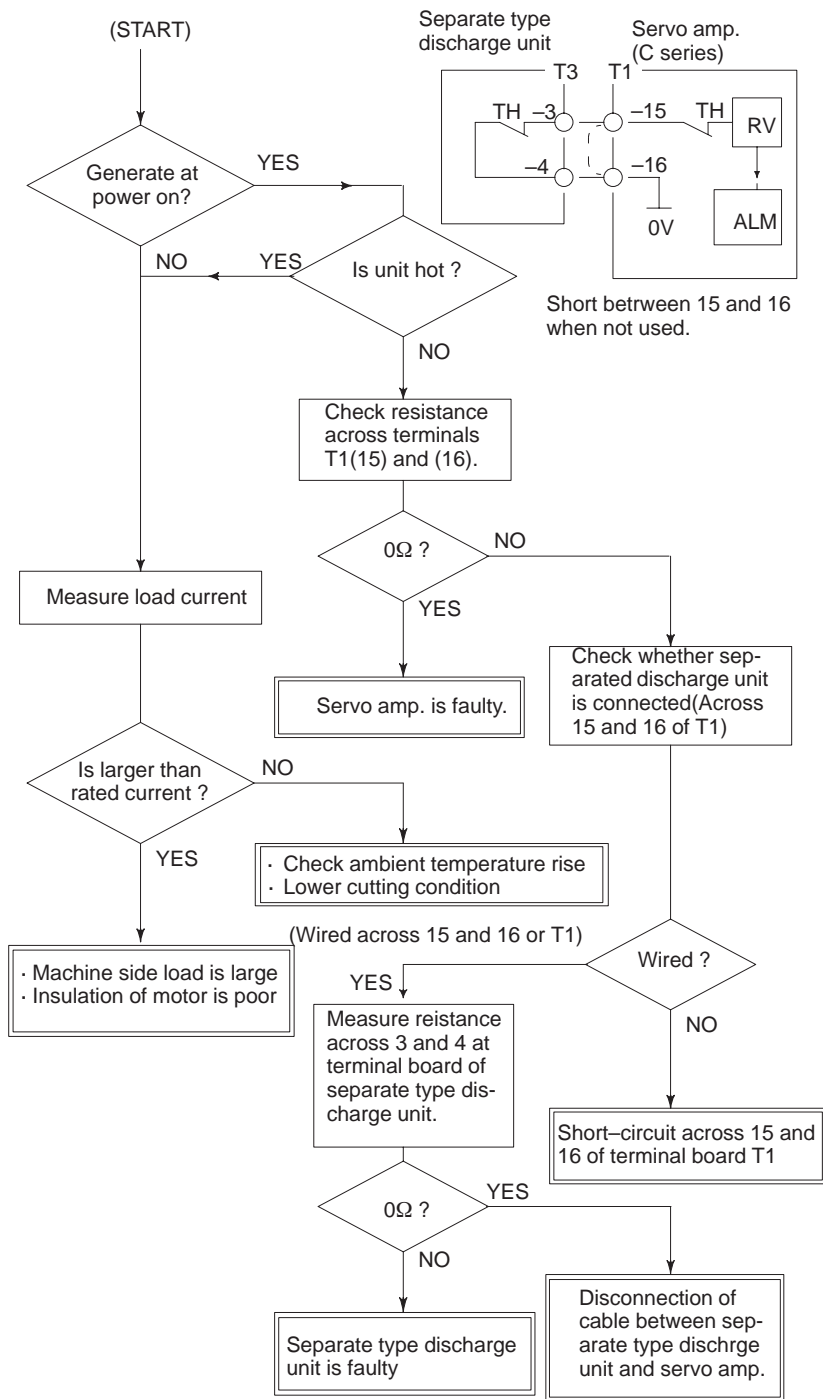 (START)
Separate type
discharge unit
Servo amp.
(C series)
T3
T1
TH
–3
–15
TH
RV
–4
–16
0V
ALM
Short betrween 15 and 16
when not used.
Generate at
power on?
YES
NO
YES
Is unit hot ?
NO
Check resistance
across terminals
T1(15) and (16).
0Ω ?
NO
YES
Measure load current
Servo amp. is faulty.
Check whether sep-
arated discharge unit
is connected(Across
15 and 16 of T1)
Is larger than
rated current ?
NO
YES
· Check ambient temperature rise
· Lower cutting condition
(Wired across 15 and 16 or T1)
Wired ?
YES
NO
· Machine side load is large
· Insulation of motor is poor
Measure reistance
across 3 and 4 at
terminal board of
separate type dis-
charge unit.
Short–circuit across 15 and
16 of terminal board T1
0Ω ?
YES
NO
Separate type discharge
unit is faulty
Disconnection of
cable between sep-
arate type dischrge
unit and servo amp.